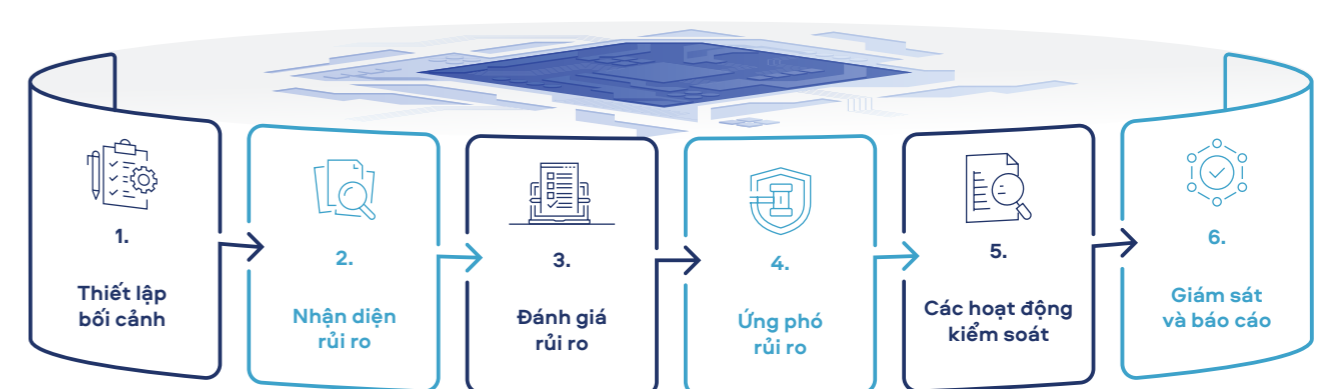 1.
Thiết lập
bối cảnh
2.
Nhận diện
rủi ro
3.
Đánh giá
rủi ro
4.
Ứng phó
rủi ro
5.
Các hoạt động
kiểm soát
6.
Giám sát
và báo cáo